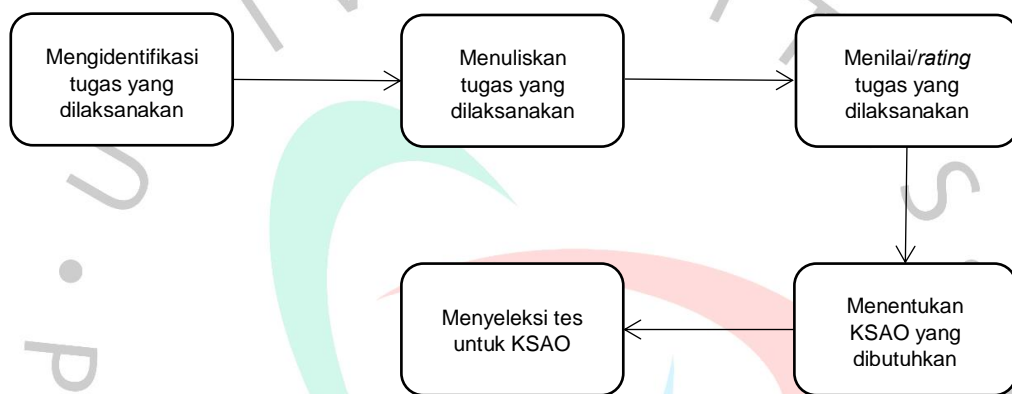 Mengidentifikasi
tugas yang
dilaksanakan
Menuliskan
tugas yang
dilaksanakan
Menilai/rating
tugas yang
dilaksanakan
Menentukan
KSAO yang
dibutuhkan
Menyeleksi tes
untuk KSAO